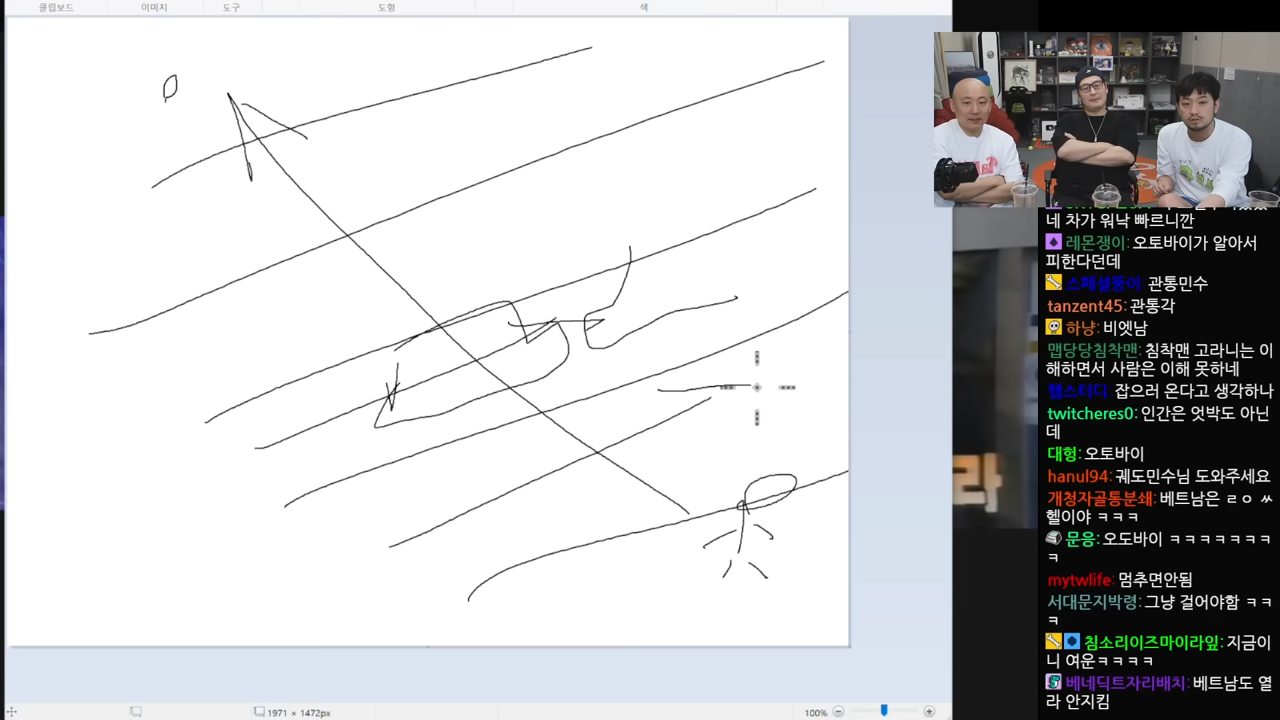 클립보드
이미지
도구
도형
색
네 차가 워낙 빠르니깐
레몬쟁이: 오토바이가 알아서
피한다던데
스페셜통이: 관통민수
tanzent45: 관통각
하냥: 비엣남
맵당당침착맨: 침착맨 고라니는 이
해하면서 사람은 이해 못하네
햄스터디: 잡으러 온다고 생각하나
twitcheres0: 인간은 엇박도 아닌
데
대헝: 오토바이
hanul94: 궤도민수님 도와주세요
개청자골통분쇄: 베트남은 ㄹㅇ ㅆ
헬이야 ㅋㅋㅋ
문응: 오도바이 ㅋㅋㅋㅋㅋㅋㅋ
ㅋ
mytwlife: 멈추면안됨
서대문지박령: 그냥 걸어야함 ㅋㅋ
ㅋ
침소리이즈마이라잎: 지금이
니 여운ㅋㅋㅋㅋ
베네딕트자리배치: 베트남도 열
라 안지킴
1971 × 1472px
100%